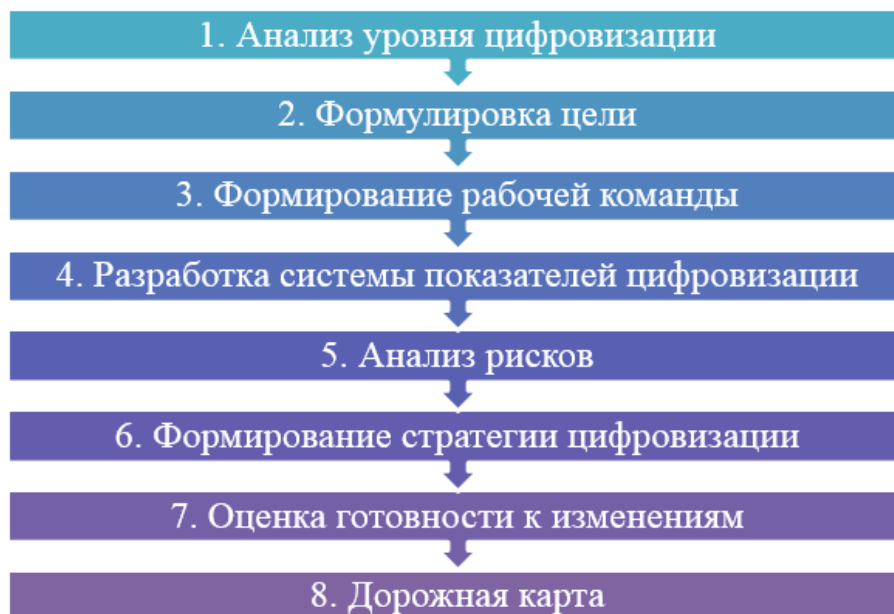 1. Анализ уровня цифровизации
2. Формулировка цели
3. Формирование рабочей команды
4. Разработка системы показателей цифровизации
5. Анализ рисков
6. Формирование стратегии цифровизации
7. Оценка готовности к изменениям
8. Дорожная карта